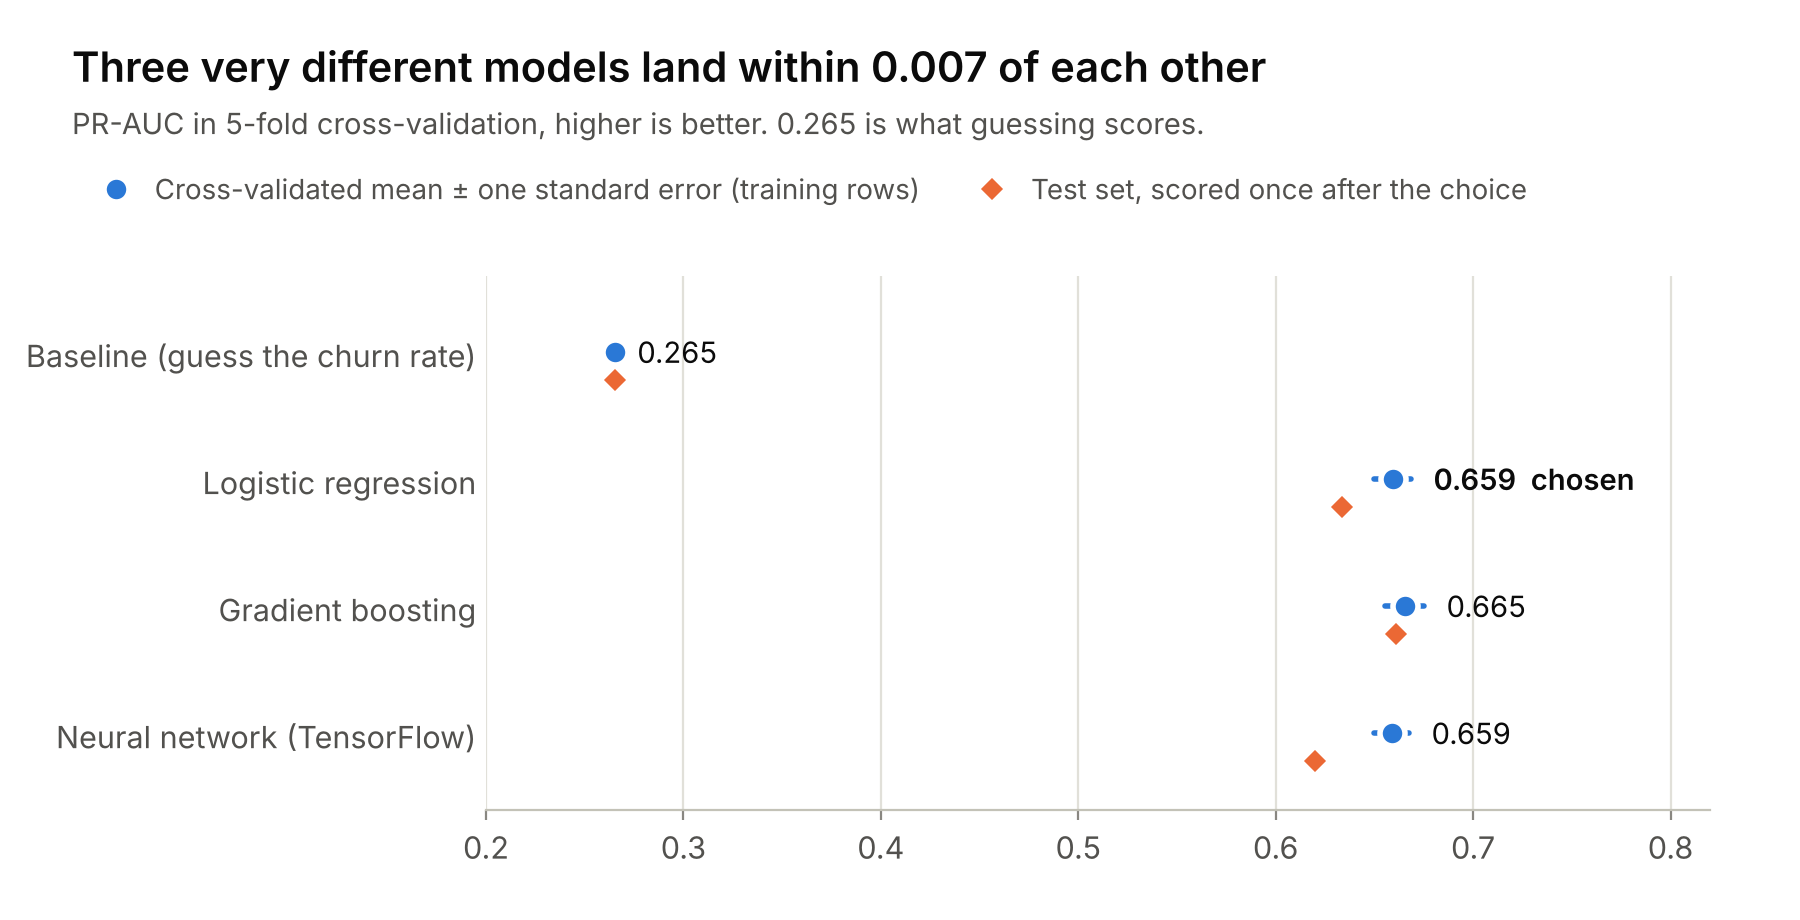 Three very different models land within 0.007 of each other
PR-AUC in 5-fold cross-validation, higher is better. 0.265 is what guessing scores.
Cross-validated mean ± one standard error (training rows) Test set, scored once after the choice
Baseline (guess the churn rate) 0.265
Logistic regression 0.659 chosen
Gradient boosting 0.665
Neural network (TensorFlow) 0.659
0.2 0.3 0.4 0.5 0.6 0.7 0.8